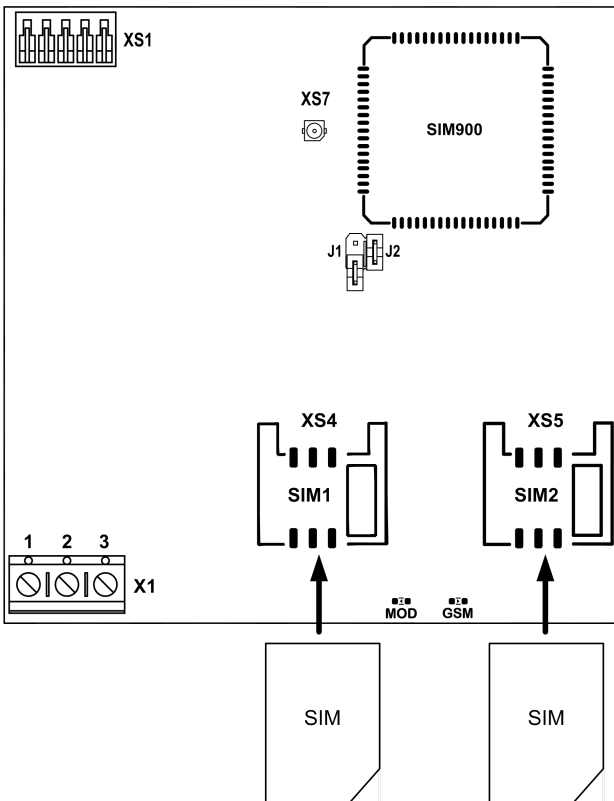 XS1
XS7
SIM900
J1 J2
XS4 XS5
SIM1 SIM2
1 2 3
X1
MOD GSM
SIM SIM